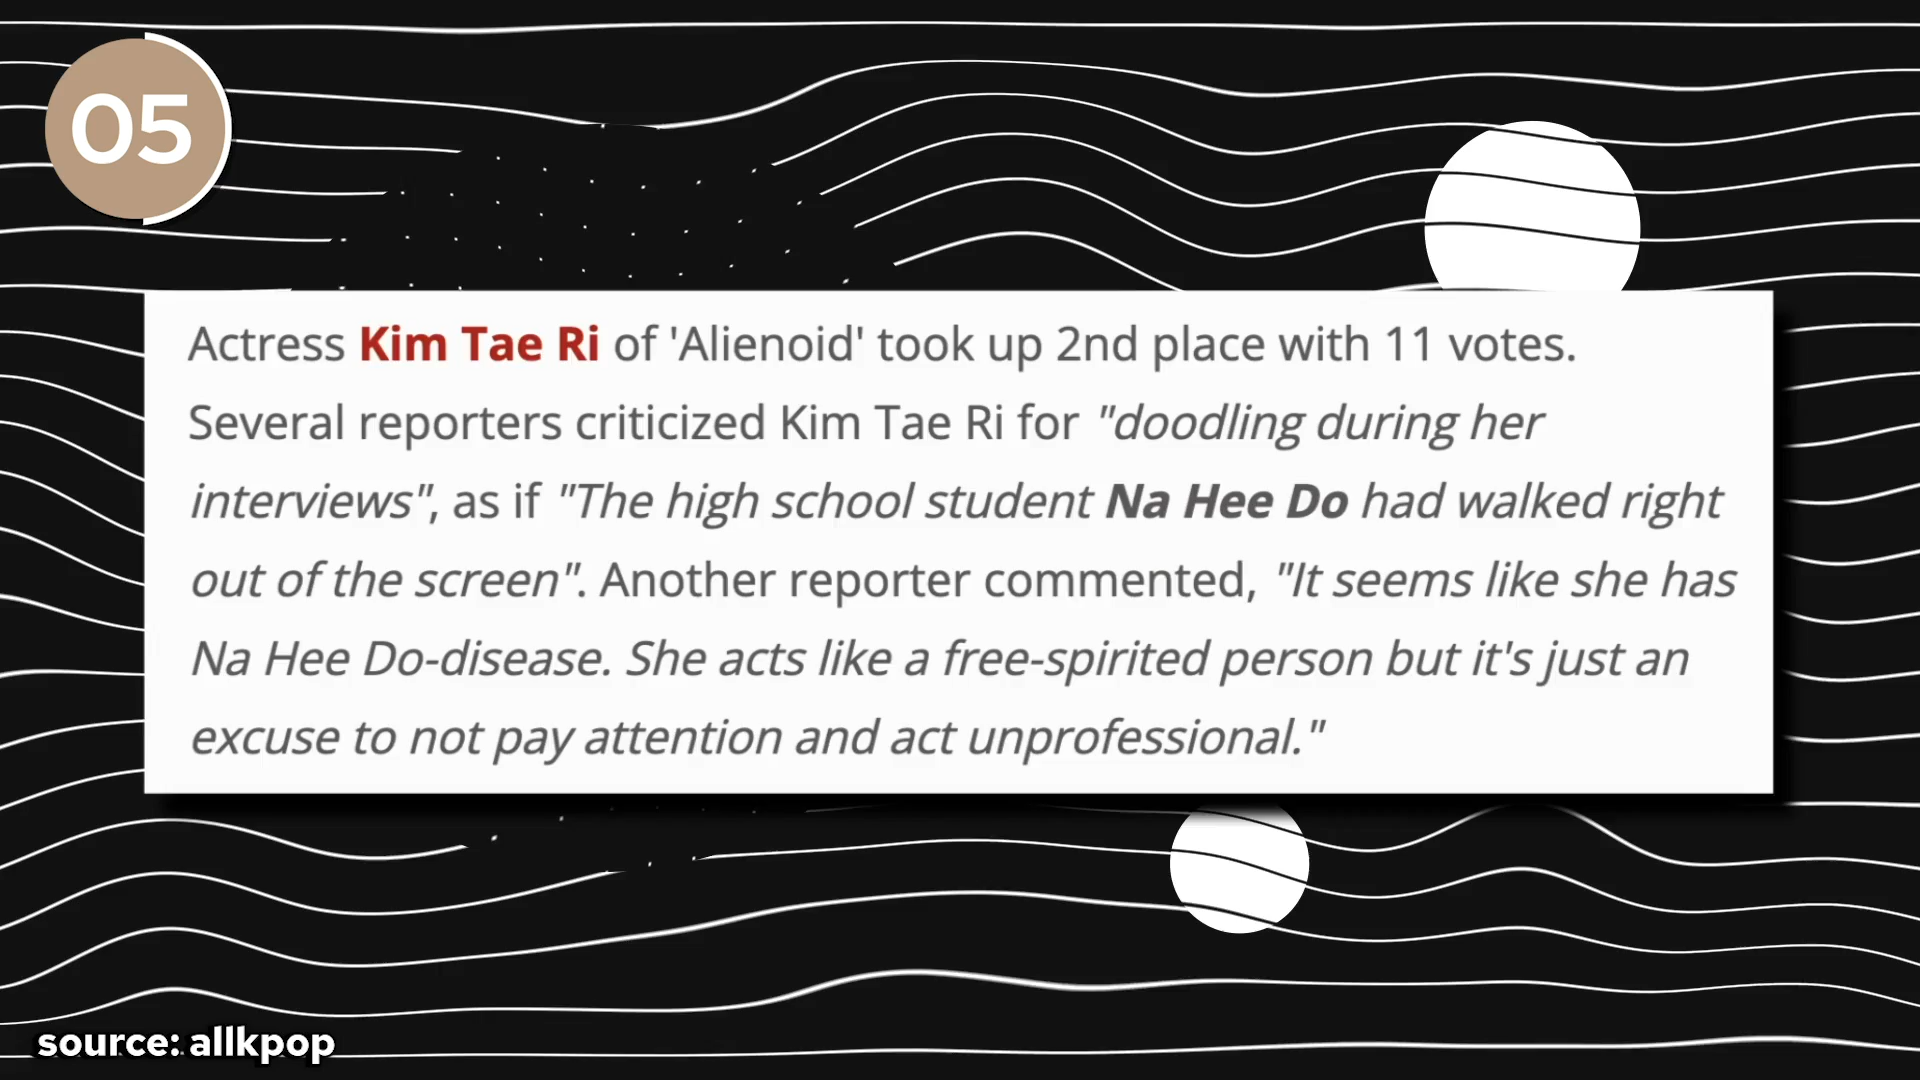 05
Actress Kim Tae Ri of 'Alienoid' took up 2nd place with 11 votes.
Several reporters criticized Kim Tae Ri for "doodling during her
interviews", as if "The high school student Na Hee Do had walked right
out of the screen". Another reporter commented, "It seems like she has
Na Hee Do-disease. She acts like a free-spirited person but it's just an
excuse to not pay attention and act unprofessional."
source: allkpop